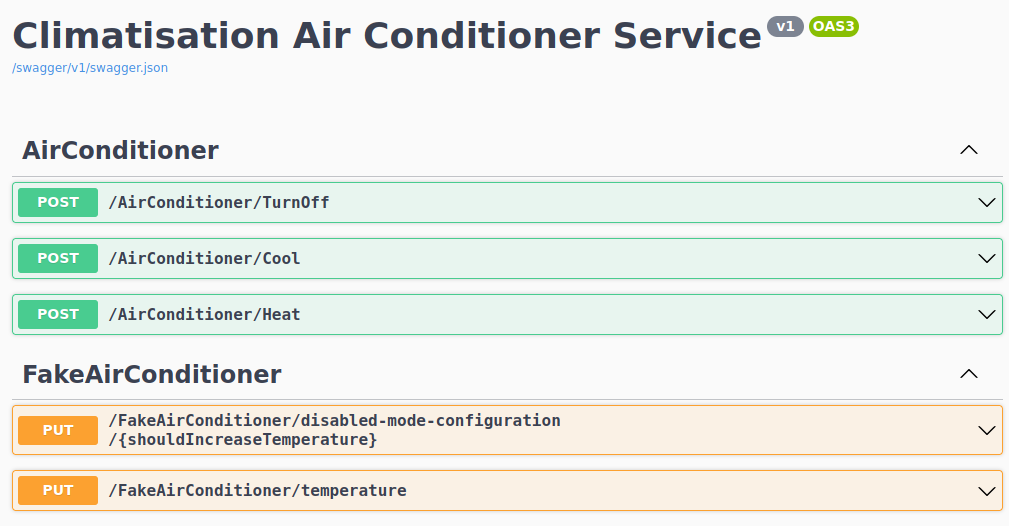 Climatisation Air Conditioner Service v1 OAS3
/swagger/v1/swagger.json
AirConditioner
POST /AirConditioner/TurnOff
POST /AirConditioner/Cool
POST /AirConditioner/Heat
FakeAirConditioner
PUT /FakeAirConditioner/disabled-mode-configuration
/{shouldIncreaseTemperature}
PUT /FakeAirConditioner/temperature